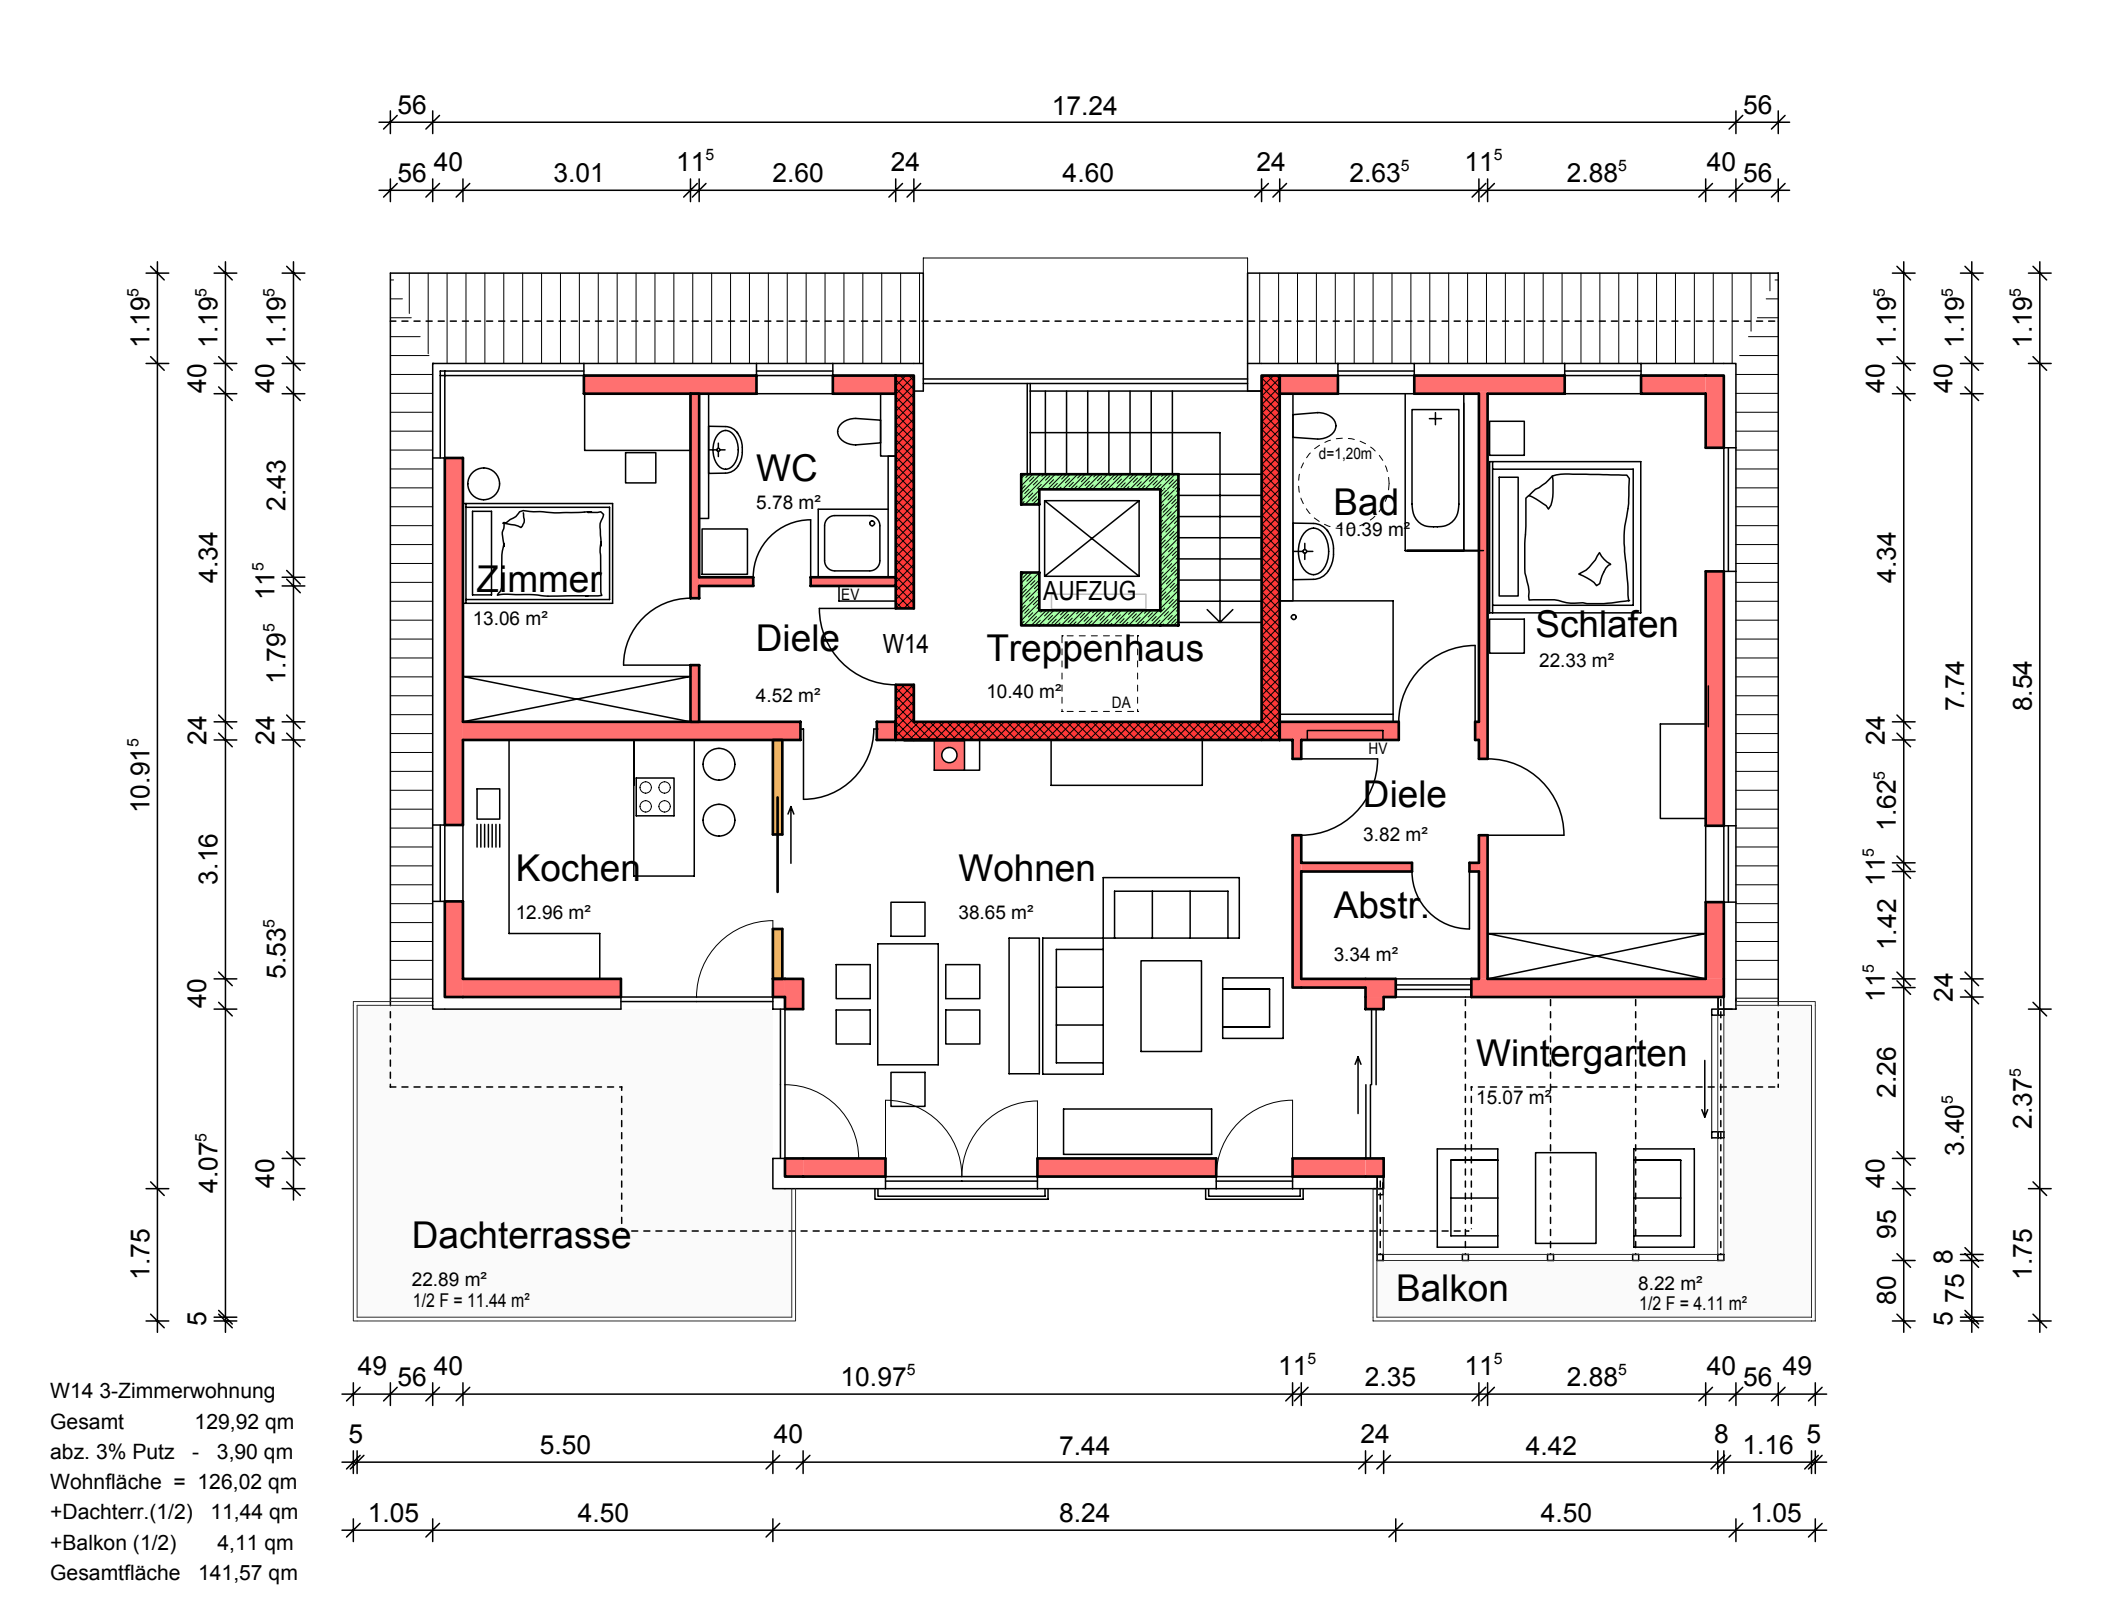 56 17.24 56
56 40 3.01 11⁵ 2.60 24 4.60 24 2.63⁵ 11⁵ 2.88⁵ 40 56
1.19⁵ 10.91⁵ 1.75
1.19⁵ 40 4.34 24 3.16 40 4.07⁵ 5
1.19⁵ 40 2.43 11⁵ 1.79⁵ 24 5.53⁵ 40
Zimmer
13.06 m²
WC
5.78 m²
EV
Diele
4.52 m²
W14
AUFZUG
Treppenhaus
10.40 m²
DA
d=1,20m
Bad
10.39 m²
Schlafen
22.33 m²
HV
Diele
3.82 m²
Kochen
12.96 m²
Wohnen
38.65 m²
Abstr.
3.34 m²
Wintergarten
15.07 m²
Dachterrasse
22.89 m²
1/2 F = 11.44 m²
Balkon
8.22 m²
1/2 F = 4.11 m²
1.19⁵ 40 4.34 24 1.62⁵ 11⁵ 1.42 11⁵ 2.26 40 95 80
1.19⁵ 40 7.74 24 3.40⁵ 8 75 5
1.19⁵ 8.54 2.37⁵ 1.75
49 56 40 10.97⁵ 11⁵ 2.35 11⁵ 2.88⁵ 40 56 49
5 5.50 40 7.44 24 4.42 8 1.16 5
1.05 4.50 8.24 4.50 1.05
W14 3-Zimmerwohnung
Gesamt 129,92 qm
abz. 3% Putz - 3,90 qm
Wohnfläche = 126,02 qm
+Dachterr.(1/2) 11,44 qm
+Balkon (1/2) 4,11 qm
Gesamtfläche 141,57 qm